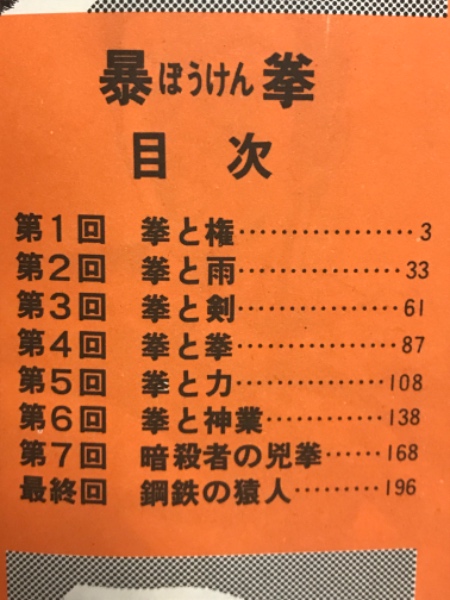 暴ぼうけん拳
目次
第1回 拳と権………………3
第2回 拳と雨……………33
第3回 拳と剣……………61
第4回 拳と拳……………87
第5回 拳と力……………108
第6回 拳と神業…………138
第7回 暗殺者の兇拳……168
最終回 鋼鉄の猿人………196